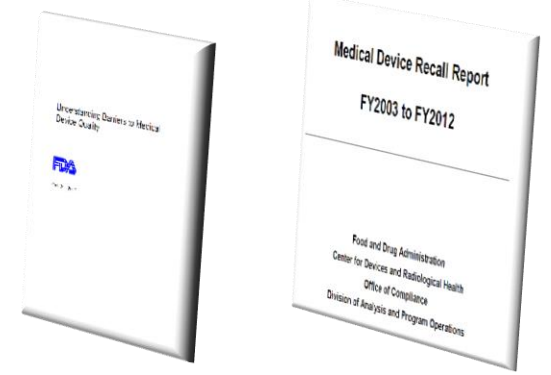 Understanding Barriers to Medical
Device Quality
FDA
Medical Device Recall Report
FY2003 to FY2012
Food and Drug Administration
Center for Devices and Radiological Health
Office of Compliance
Division of Analysis and Program Operations